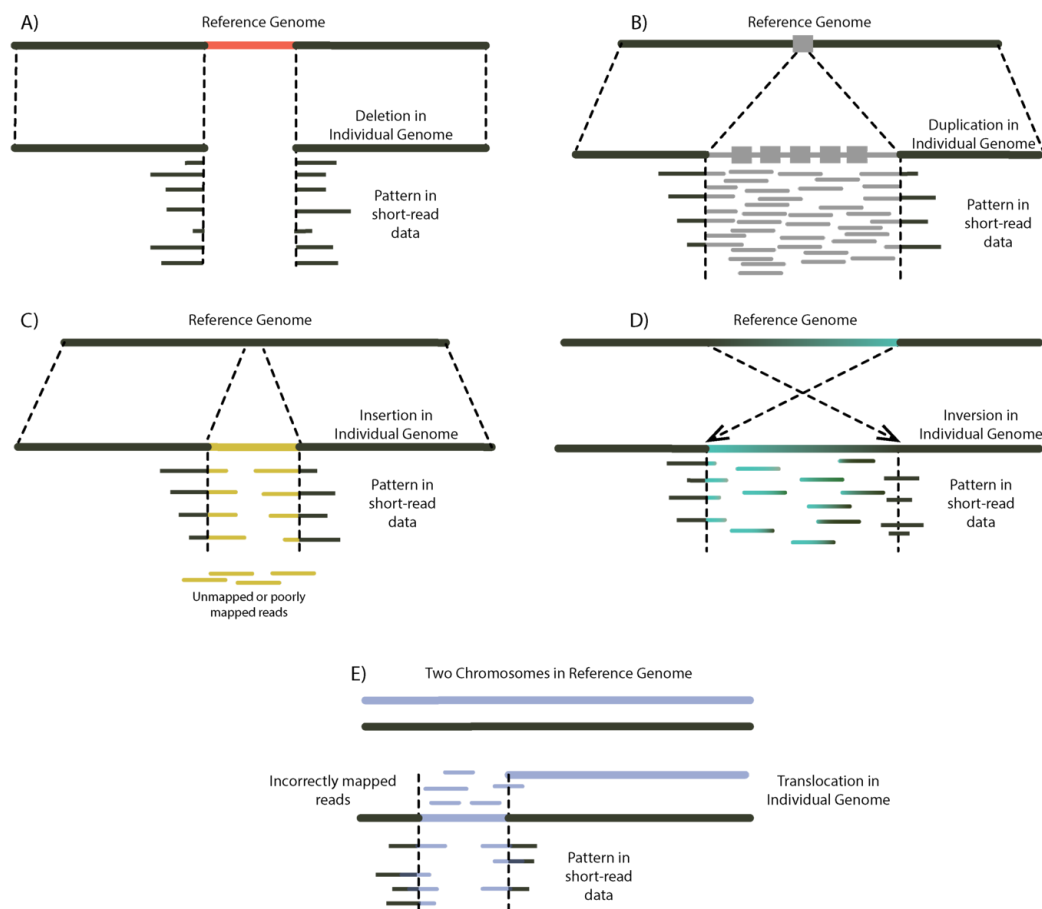 A)
Reference Genome
Deletion in
Individual Genome
Pattern in
short-read
data
B)
Reference Genome
Duplication in
Individual Genome
Pattern in
short-read
data
C)
Reference Genome
Insertion in
Individual Genome
Pattern in
short-read
data
Unmapped or poorly
mapped reads
D)
Reference Genome
Inversion in
Individual Genome
Pattern in
short-read
data
E)
Two Chromosomes in Reference Genome
Incorrectly mapped
reads
Translocation in
Individual Genome
Pattern in
short-read
data